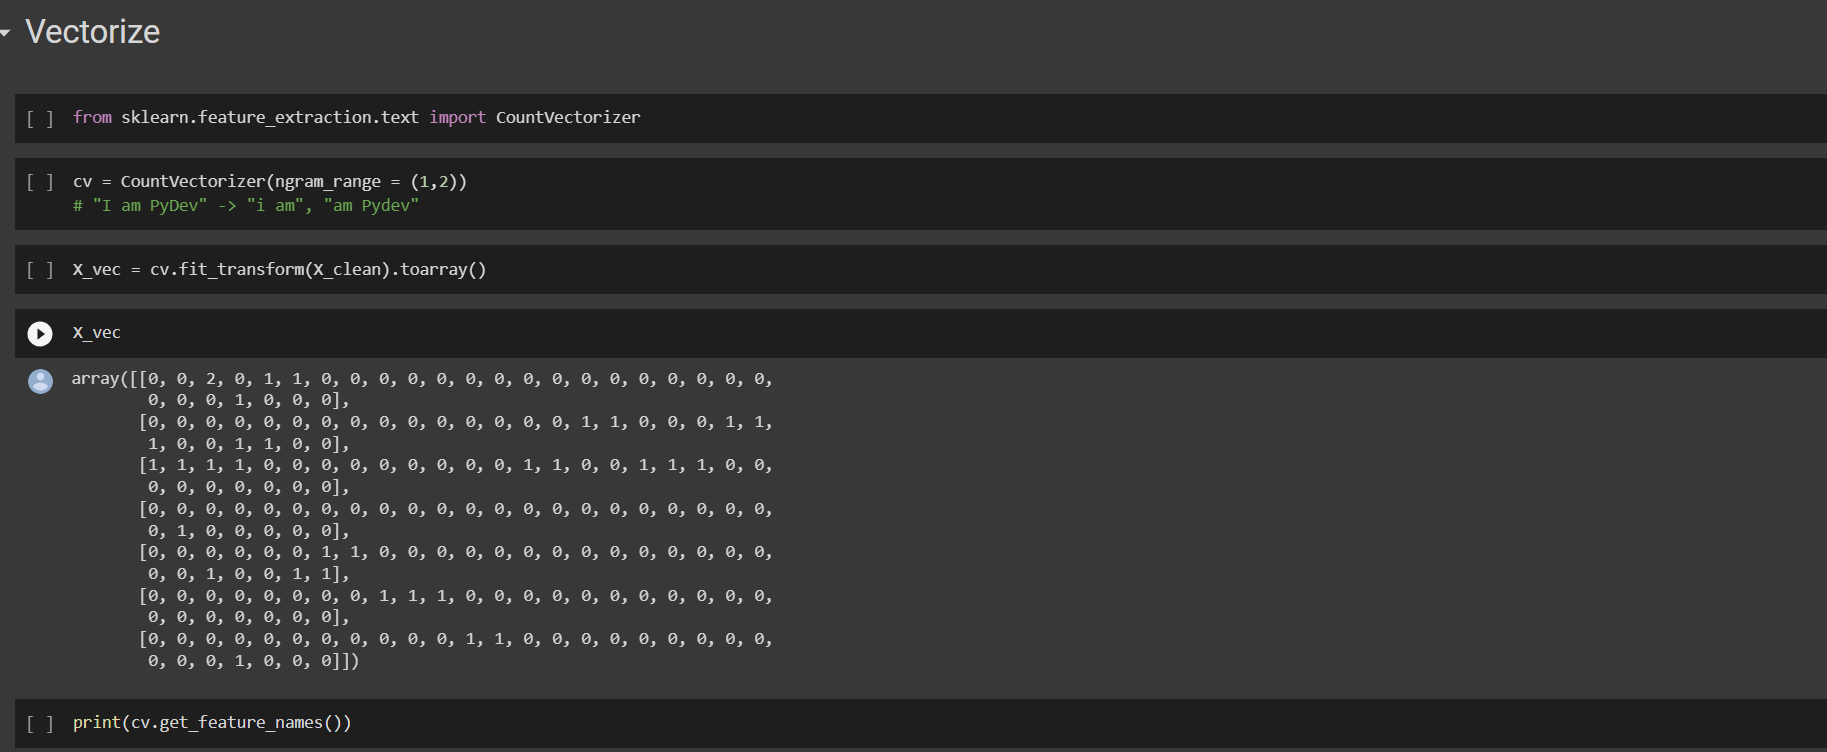 Vectorize
[ ] from sklearn.feature_extraction.text import CountVectorizer
[ ] cv = CountVectorizer(ngram_range = (1,2))
# "I am PyDev" -> "i am", "am Pydev"
[ ] X_vec = cv.fit_transform(X_clean).toarray()
X_vec
array([[0, 0, 2, 0, 1, 1, 0, 0, 0, 0, 0, 0, 0, 0, 0, 0, 0, 0, 0, 0, 0, 0,
0, 0, 0, 1, 0, 0, 0],
[0, 0, 0, 0, 0, 0, 0, 0, 0, 0, 0, 0, 0, 0, 0, 1, 1, 0, 0, 0, 1, 1,
1, 0, 0, 1, 1, 0, 0],
[1, 1, 1, 1, 0, 0, 0, 0, 0, 0, 0, 0, 0, 1, 1, 0, 0, 1, 1, 1, 0, 0,
0, 0, 0, 0, 0, 0, 0],
[0, 0, 0, 0, 0, 0, 0, 0, 0, 0, 0, 0, 0, 0, 0, 0, 0, 0, 0, 0, 0, 0,
0, 1, 0, 0, 0, 0, 0],
[0, 0, 0, 0, 0, 0, 1, 1, 0, 0, 0, 0, 0, 0, 0, 0, 0, 0, 0, 0, 0, 0,
0, 0, 1, 0, 0, 1, 1],
[0, 0, 0, 0, 0, 0, 0, 0, 1, 1, 1, 0, 0, 0, 0, 0, 0, 0, 0, 0, 0, 0,
0, 0, 0, 0, 0, 0, 0],
[0, 0, 0, 0, 0, 0, 0, 0, 0, 0, 0, 1, 1, 0, 0, 0, 0, 0, 0, 0, 0, 0,
0, 0, 0, 1, 0, 0, 0]])
[ ] print(cv.get_feature_names())